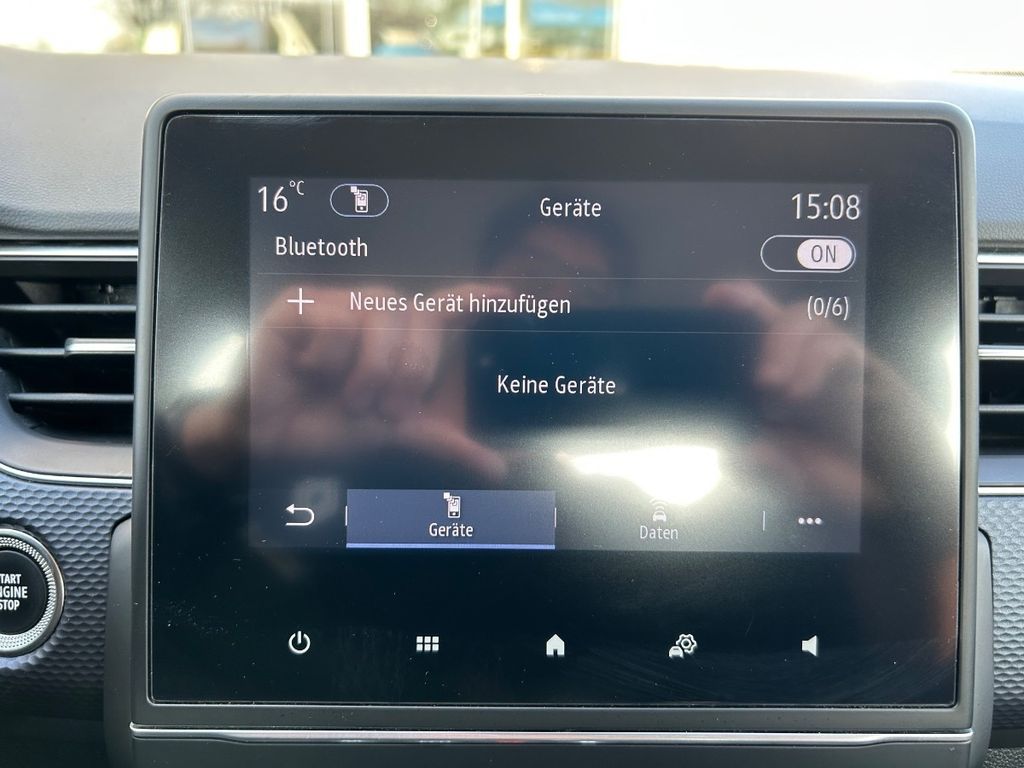 16°C
Geräte
15:08
Bluetooth
ON
Neues Gerät hinzufügen
(0/6)
Keine Geräte
Geräte
Daten
START
ENGINE
STOP